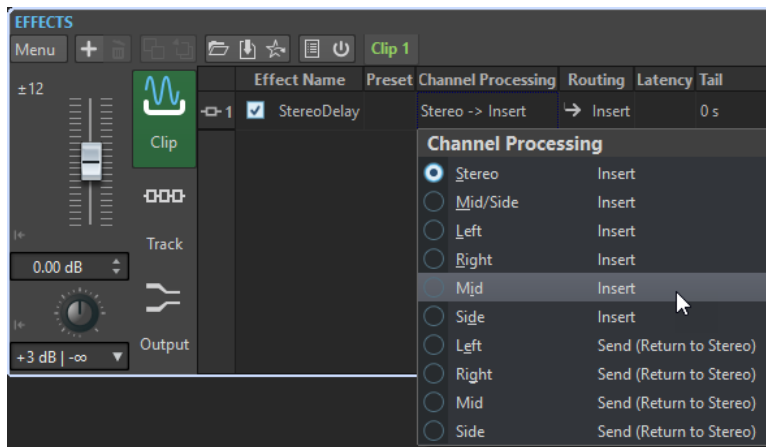 EFFECTS
Menu Clip 1
Effect Name Preset Channel Processing Routing Latency Tail
±12
1 StereoDelay Stereo -> Insert Insert 0 s
Clip
Channel Processing
Stereo Insert
Mid/Side Insert
Left Insert
Right Insert
Mid Insert
Side Insert
Left Send (Return to Stereo)
Right Send (Return to Stereo)
Mid Send (Return to Stereo)
Side Send (Return to Stereo)
Track
0.00 dB
Output
+3 dB | -∞